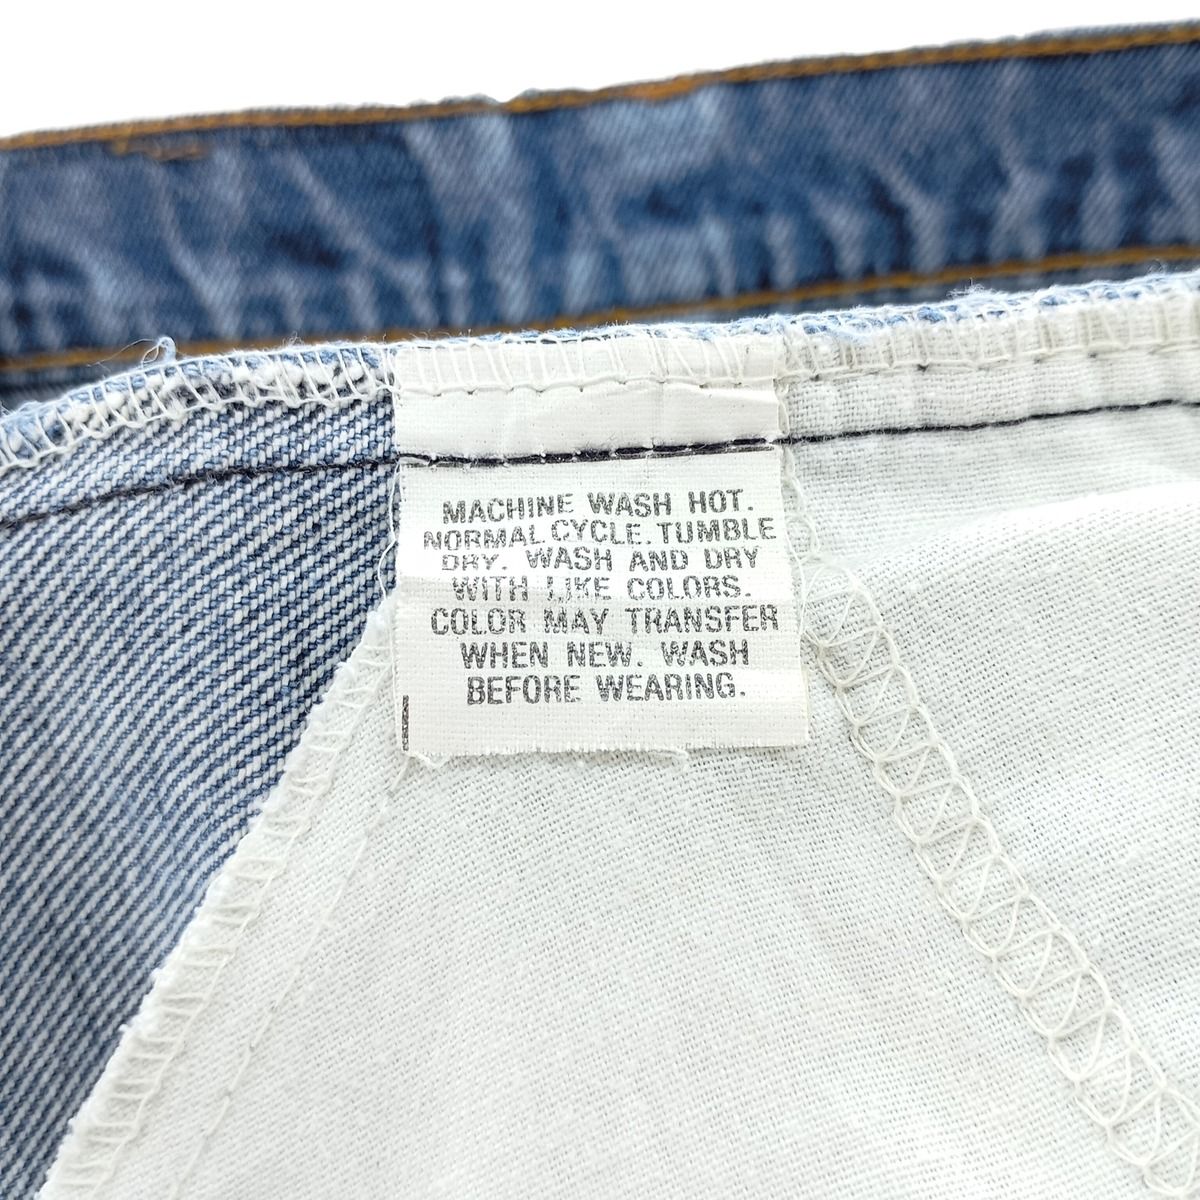 MACHINE WASH HOT.
NORMAL CYCLE. TUMBLE
DRY. WASH AND DRY
WITH LIKE COLORS.
COLOR MAY TRANSFER
WHEN NEW. WASH
BEFORE WEARING.